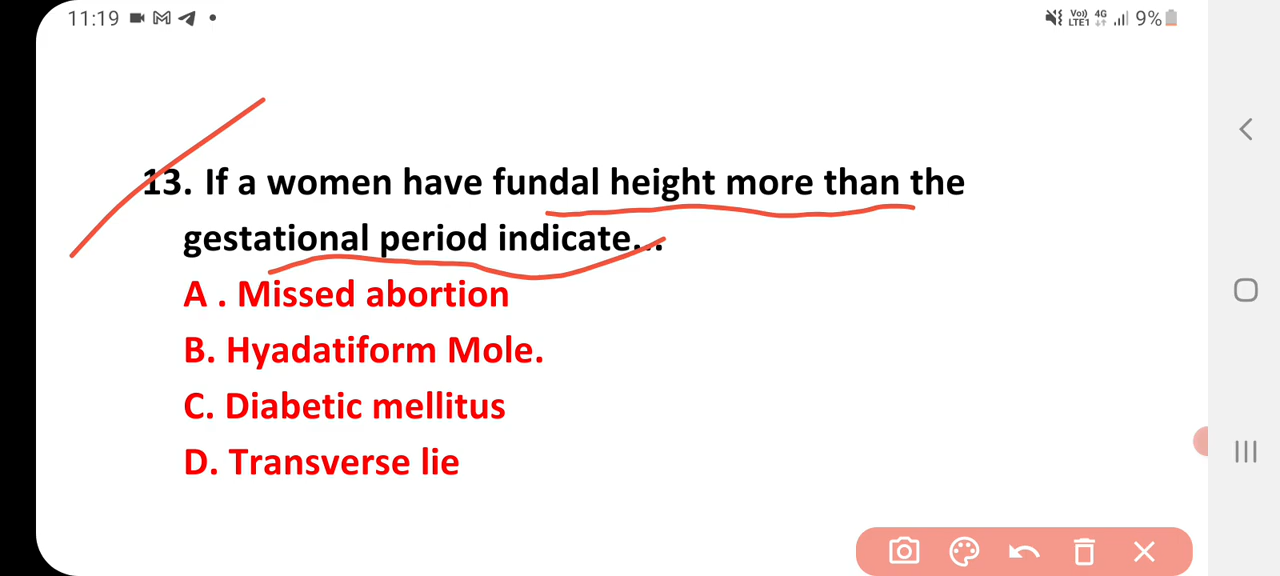 11:19
Vo)) 4G 9%
LTE1
13. If a women have fundal height more than the
gestational period indicate...
A . Missed abortion
B. Hyadatiform Mole.
C. Diabetic mellitus
D. Transverse lie